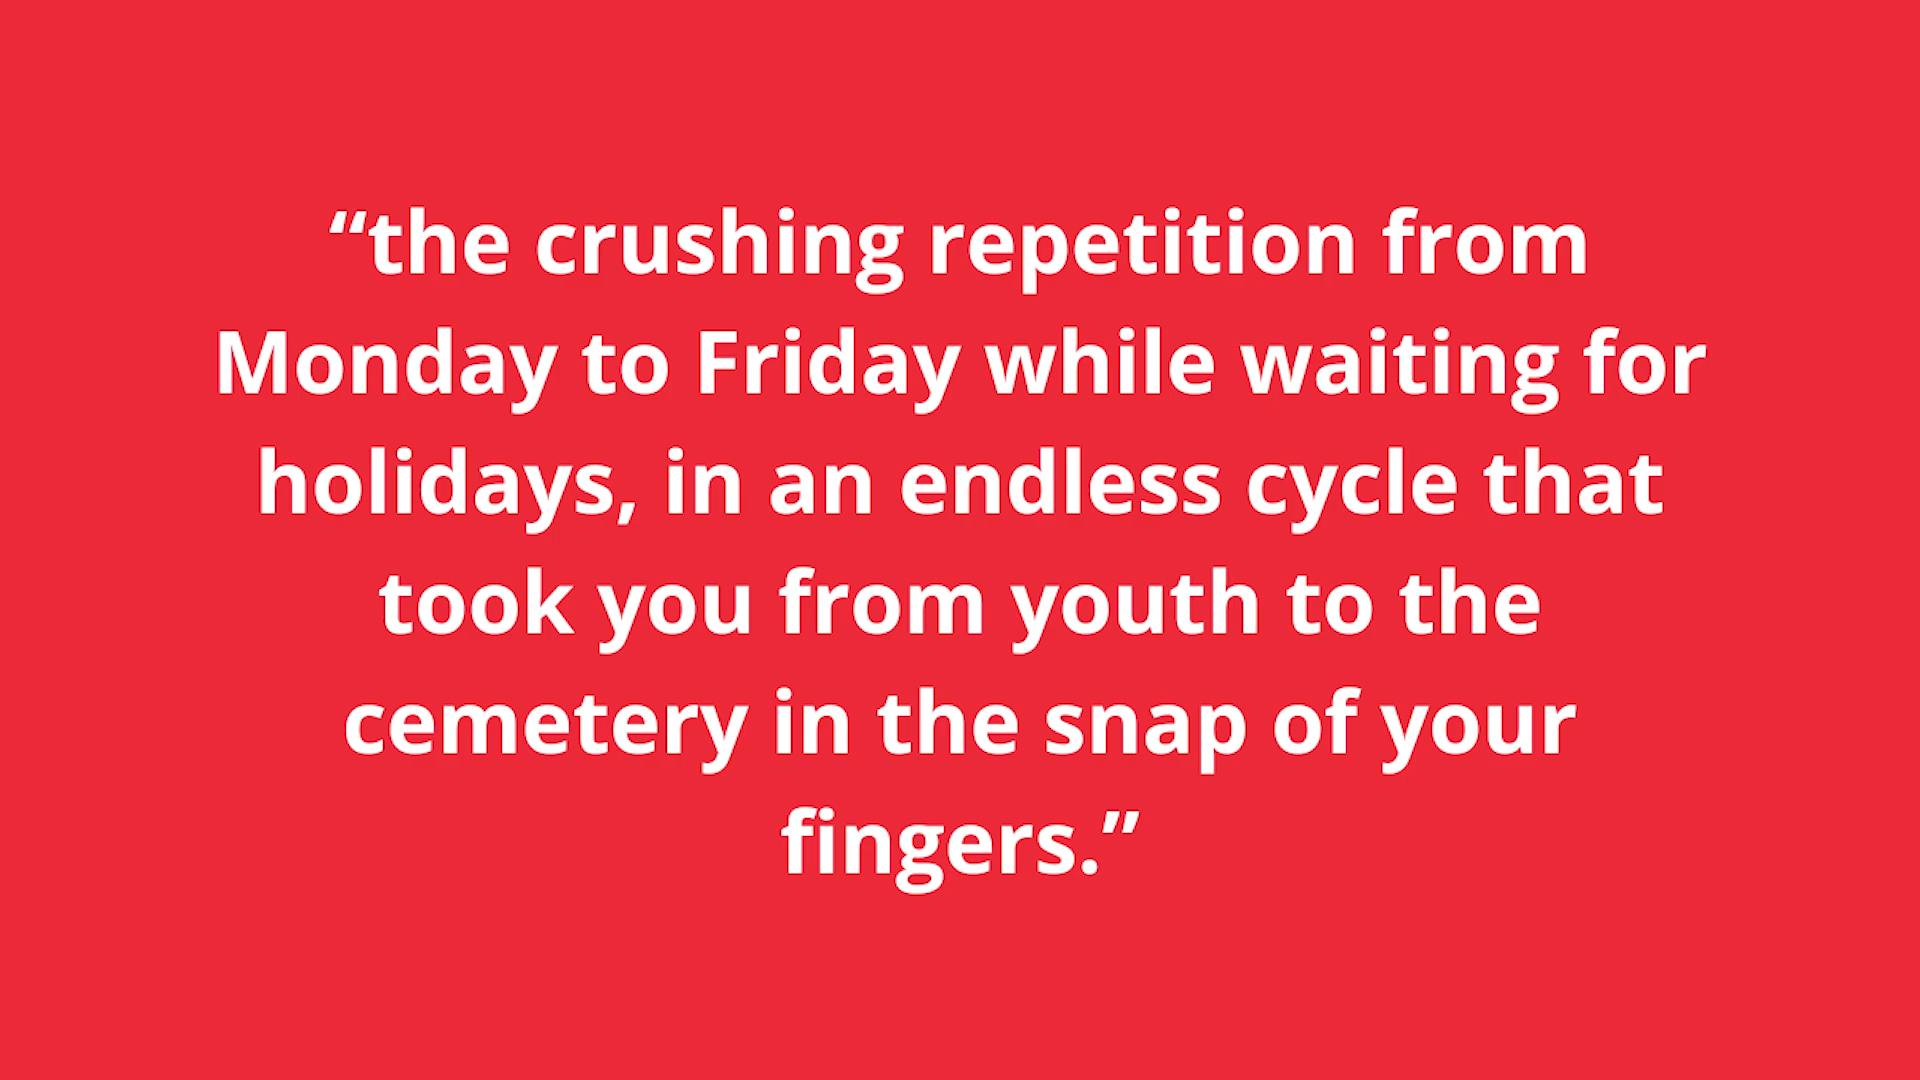 “the crushing repetition from
Monday to Friday while waiting for
holidays, in an endless cycle that
took you from youth to the
cemetery in the snap of your
fingers.”